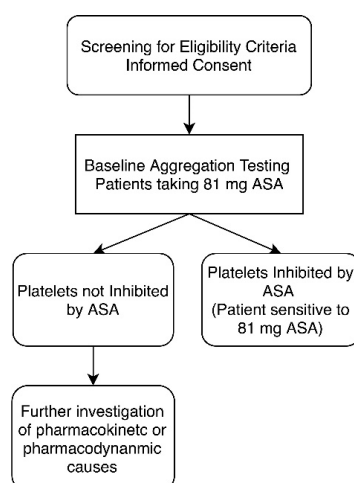 Screening for Eligibility Criteria
Informed Consent
Baseline Aggregation Testing
Patients taking 81 mg ASA
Platelets not Inhibited
by ASA
Platelets Inhibited by
ASA
(Patient sensitive to
81 mg ASA)
Further investigation
of pharmacokinetc or
pharmacodynanmic
causes